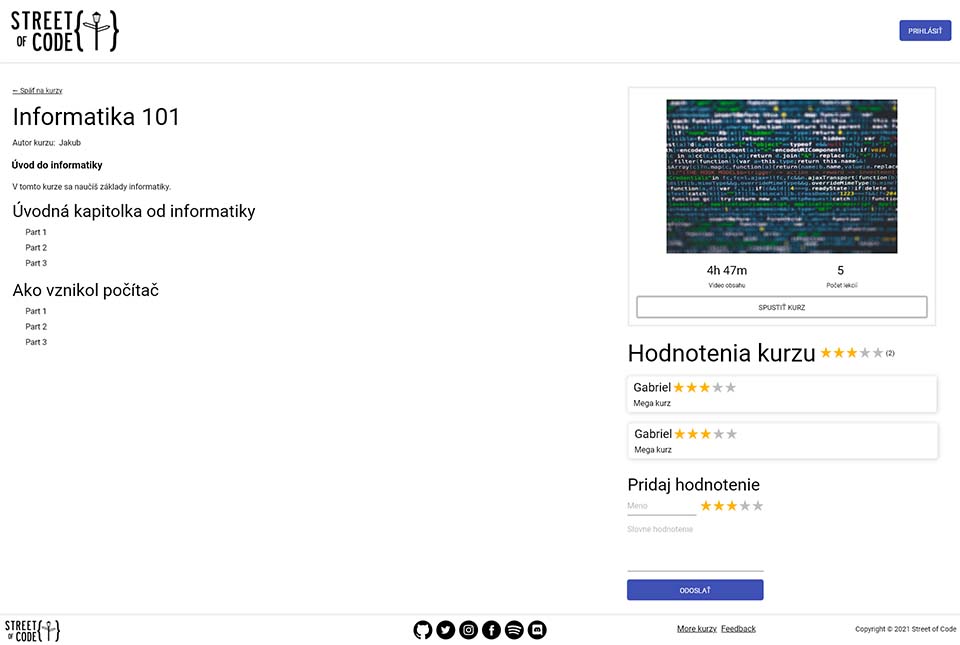 STREET
OF CODE
PRIHLÁSIŤ
← Späť na kurzy
Informatika 101
Autor kurzu: Jakub
Úvod do informatiky
V tomto kurze sa naučíš základy informatiky.
Úvodná kapitolka od informatiky
Part 1
Part 2
Part 3
Ako vznikol počítač
Part 1
Part 2
Part 3
4h 47m
Video obsahu
5
Počet lekcií
SPUSTIŤ KURZ
Hodnotenia kurzu (2)
Gabriel
Mega kurz
Gabriel
Mega kurz
Pridaj hodnotenie
Meno
Slovne hodnotenie
ODOSLAŤ
STREET
OF CODE
More kurzy Feedback
Copyright © 2021 Street of Code